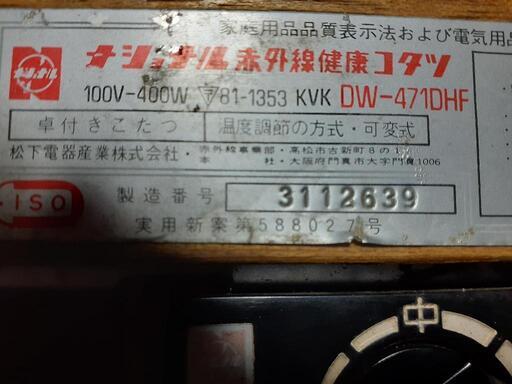 家庭用品品質表示法および電気用品
ナショナル 赤外線健康コタツ
100V-400W 〒81-1353 KVK DW-471DHF
卓付きこたつ 温度調節の方式・可変式
松下電器産業株式会社・赤外線事業部・高松市古新町8の1
本 社・大阪府門真市大字門真1006
ISO
製造番号 3112639
実用新案第588027号
中